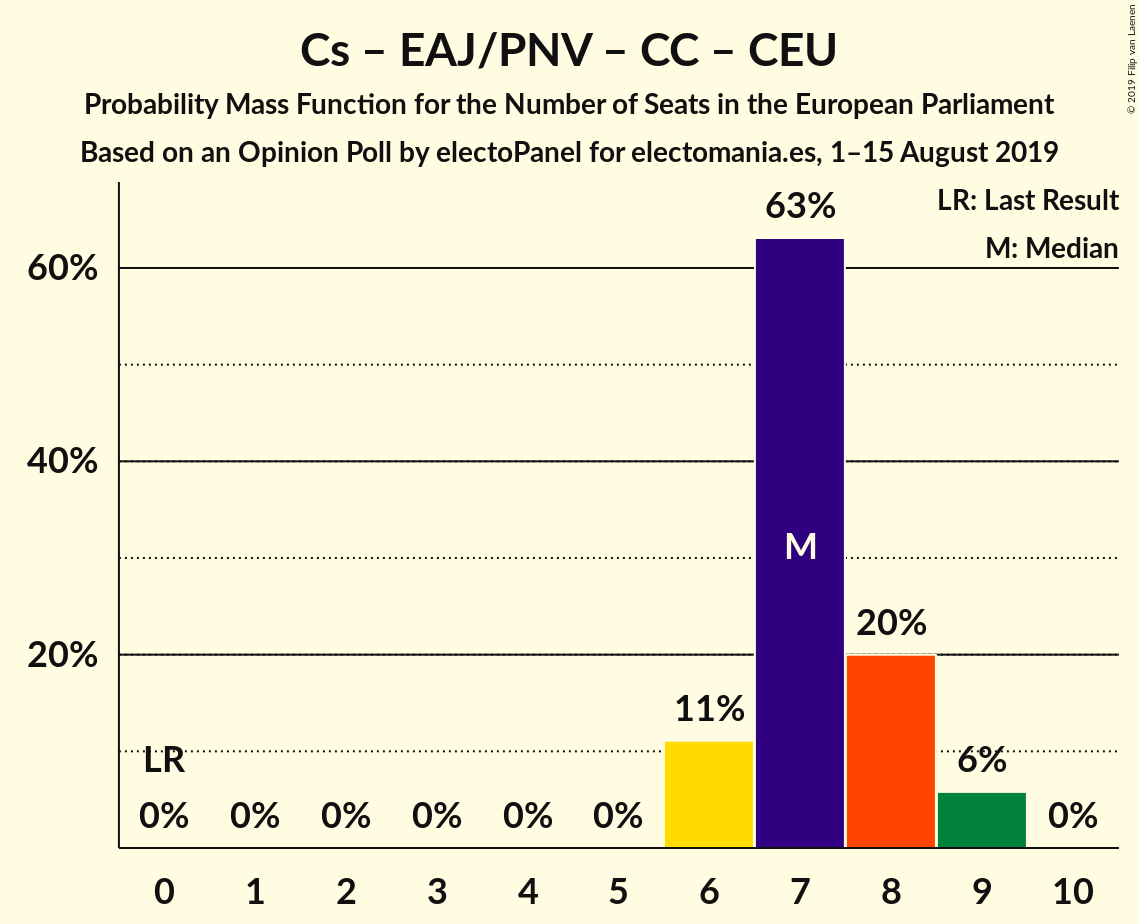 Cs – EAJ/PNV – CC – CEU
Probability Mass Function for the Number of Seats in the European Parliament
Based on an Opinion Poll by electoPanel for electomania.es, 1–15 August 2019
© 2019 Filip van Laenen
LR: Last Result
M: Median
63%
60%
40%
M
20%
20%
11%
LR
6%
0% 0% 0% 0% 0% 0% 0%
0 1 2 3 4 5 6 7 8 9 10